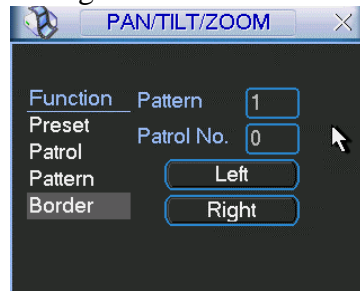 PAN/TILT/ZOOM
Function
Preset
Patrol
Pattern
Border
Pattern 1
Patrol No. 0
Left
Right